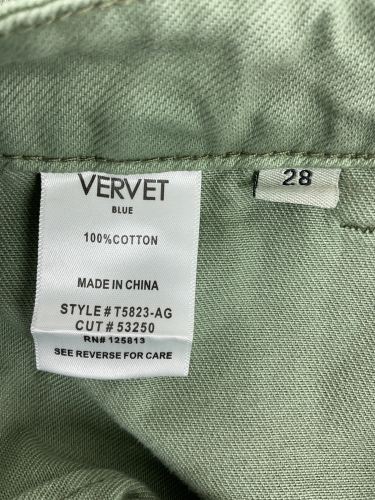 VERVET
BLUE
100%COTTON
MADE IN CHINA
STYLE# T5823-AG
CUT # 53250
RN# 125813
SEE REVERSE FOR CARE
28